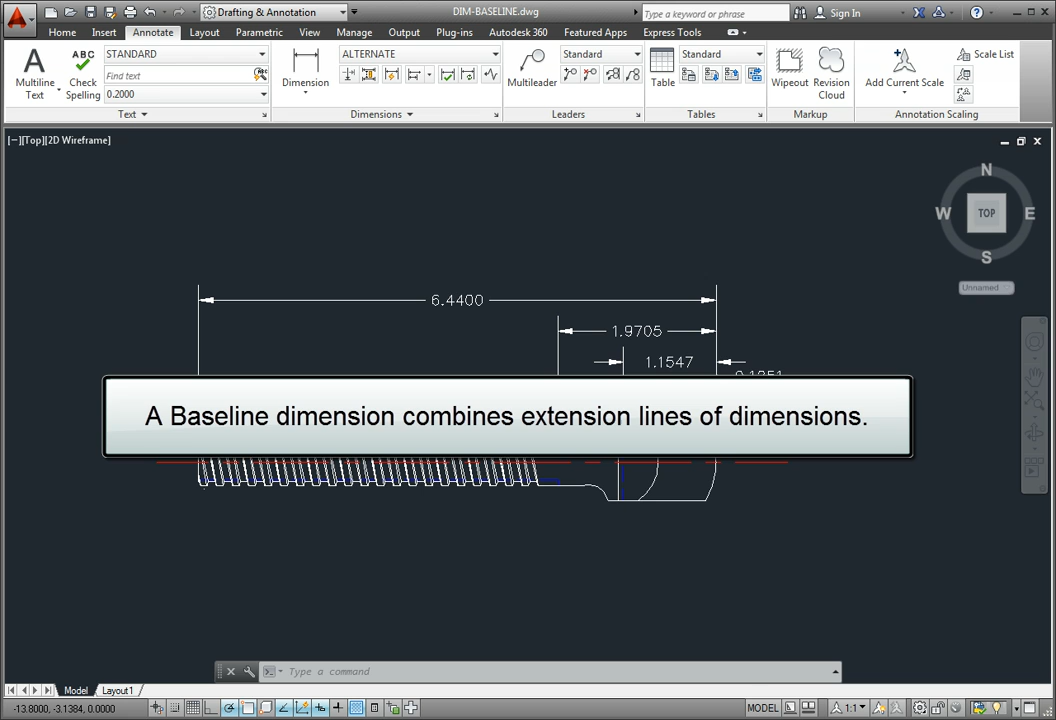 Drafting & Annotation
DIM-BASELINE.dwg
Type a keyword or phrase
Sign In
Home Insert Annotate Layout Parametric View Manage Output Plug-ins Autodesk 360 Featured Apps Express Tools
Multiline Text
ABC
Check Spelling
STANDARD
Find text
0.2000
Text
Dimension
ALTERNATE
Dimensions
Multileader
Standard
Leaders
Table
Standard
Tables
Wipeout
Revision Cloud
Markup
Add Current Scale
Scale List
Annotation Scaling
[−][Top][2D Wireframe]
N
W TOP E
S
Unnamed
6.4400
1.9705
1.1547
A Baseline dimension combines extension lines of dimensions.
Type a command
Model Layout1
-13.8000, -3.1384, 0.0000
MODEL
1:1